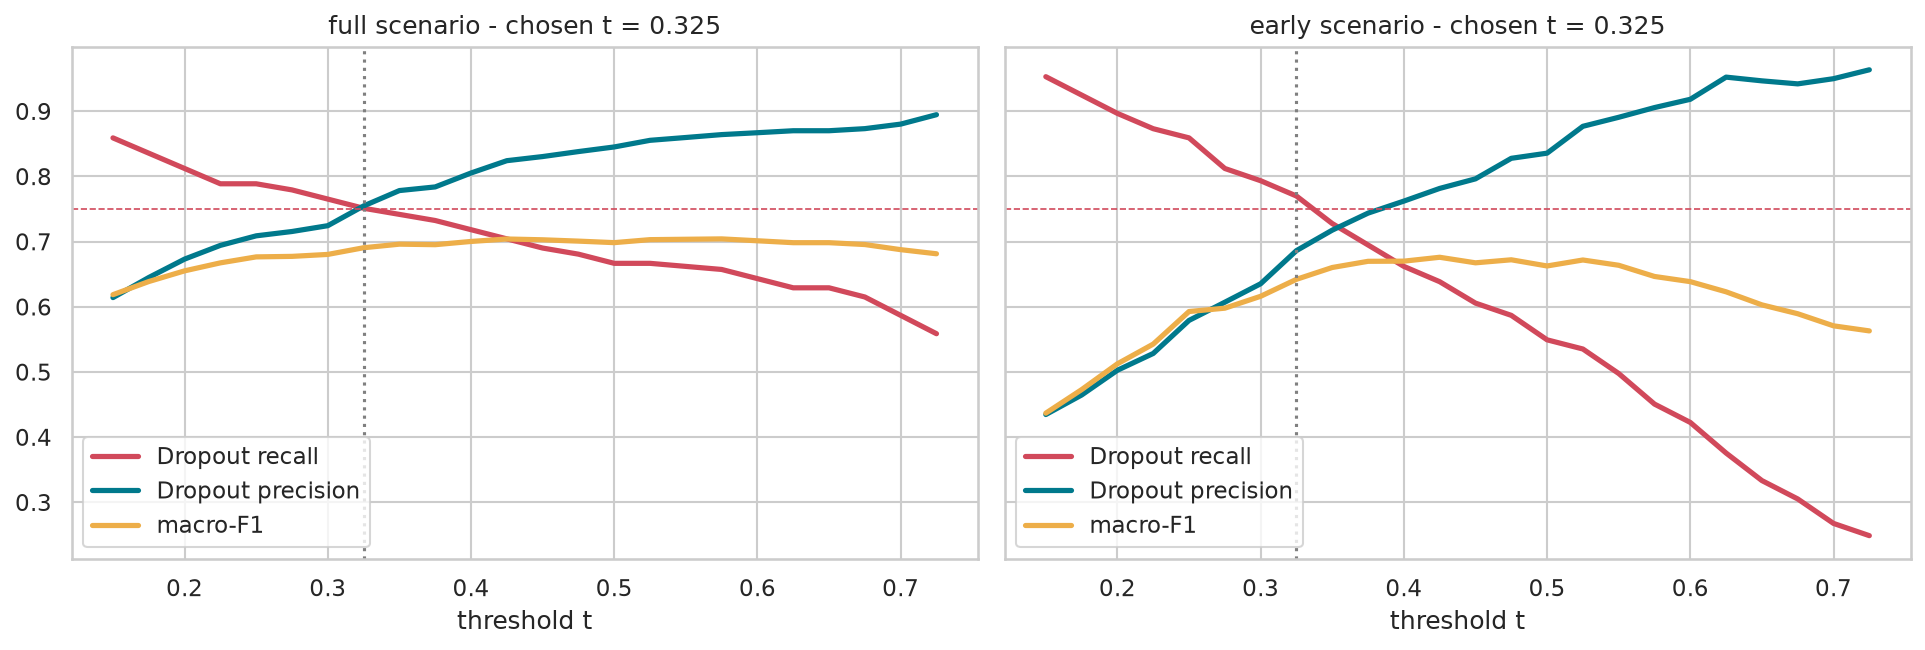 full scenario - chosen t = 0.325
early scenario - chosen t = 0.325
0.9
0.8
0.7
0.6
0.5
0.4
0.3
Dropout recall
Dropout precision
macro-F1
Dropout recall
Dropout precision
macro-F1
0.2 0.3 0.4 0.5 0.6 0.7
0.2 0.3 0.4 0.5 0.6 0.7
threshold t
threshold t